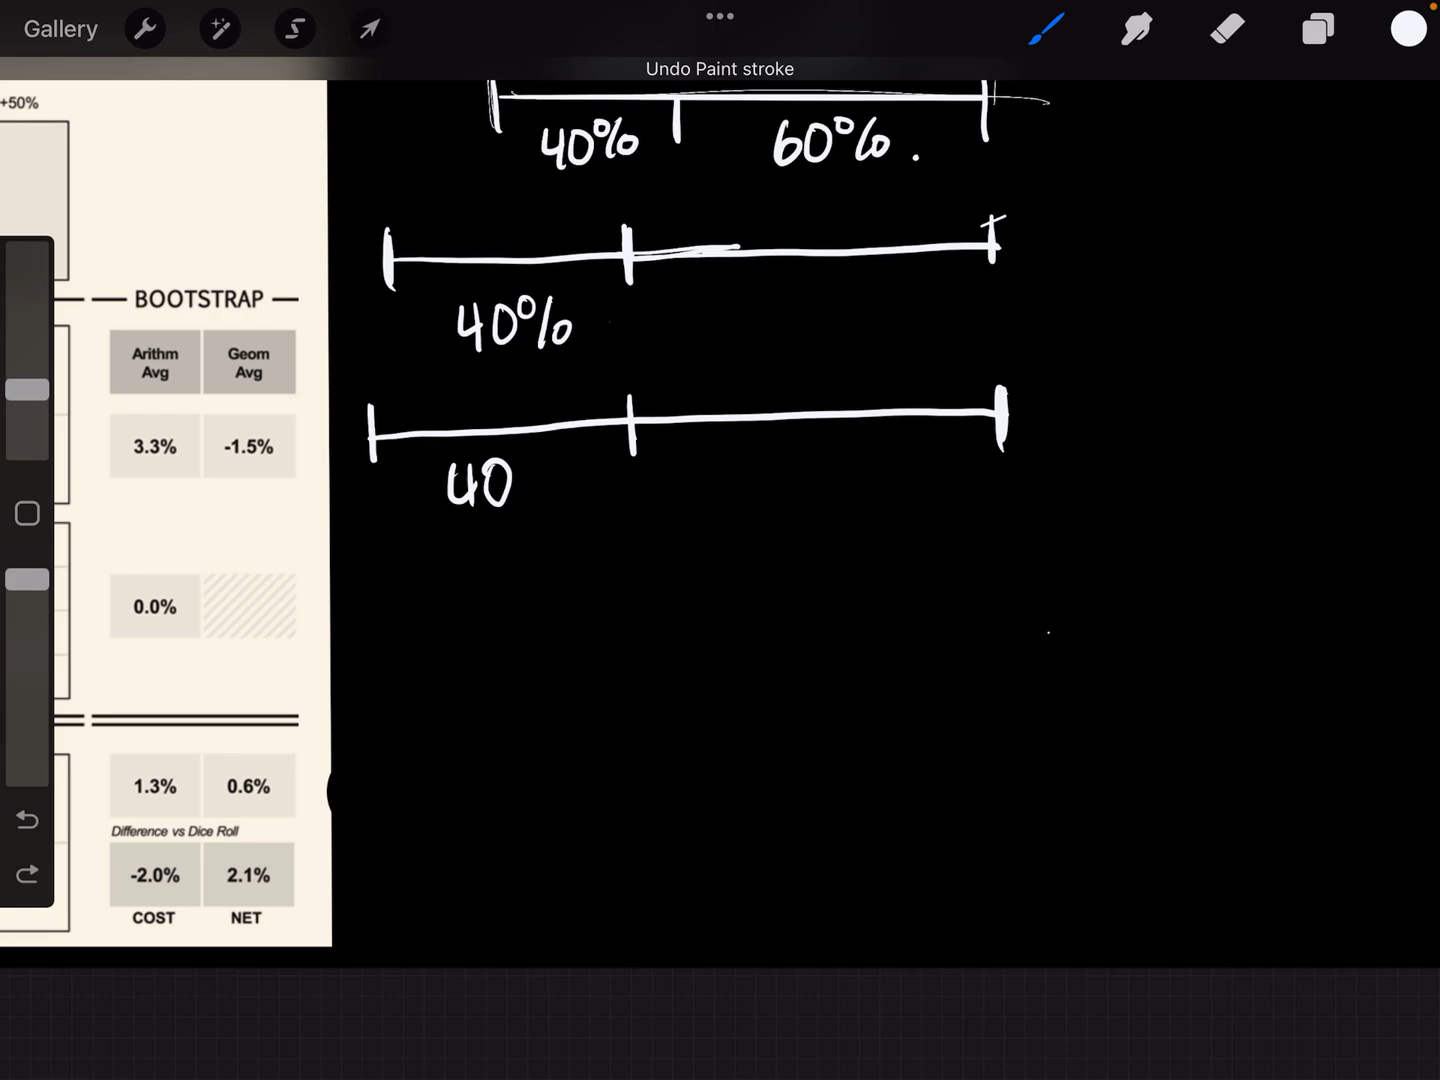 Gallery
Undo Paint stroke
+50%
40% 60%.
BOOTSTRAP
40%
Arithm Avg
Geom Avg
3.3% -1.5%
40
0.0%
1.3% 0.6%
Difference vs Dice Roll
-2.0% 2.1%
COST NET